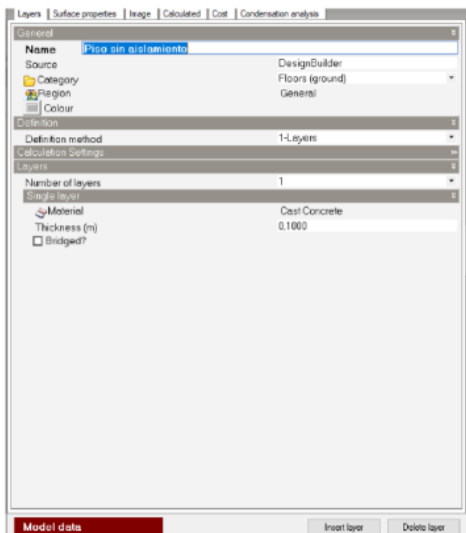 Layers Surface properties Image Calculated Cost Condensation analysis
General
Name Piso sin aislamiento
Source DesignBuilder
Category Floors (ground)
Region General
Colour
Definition
Definition method 1-Layers
Calculation Settings
Layers
Number of layers 1
Single layer
Material Cast Concrete
Thickness (m) 0,1000
Bridged?
Model data Insert layer Delete layer